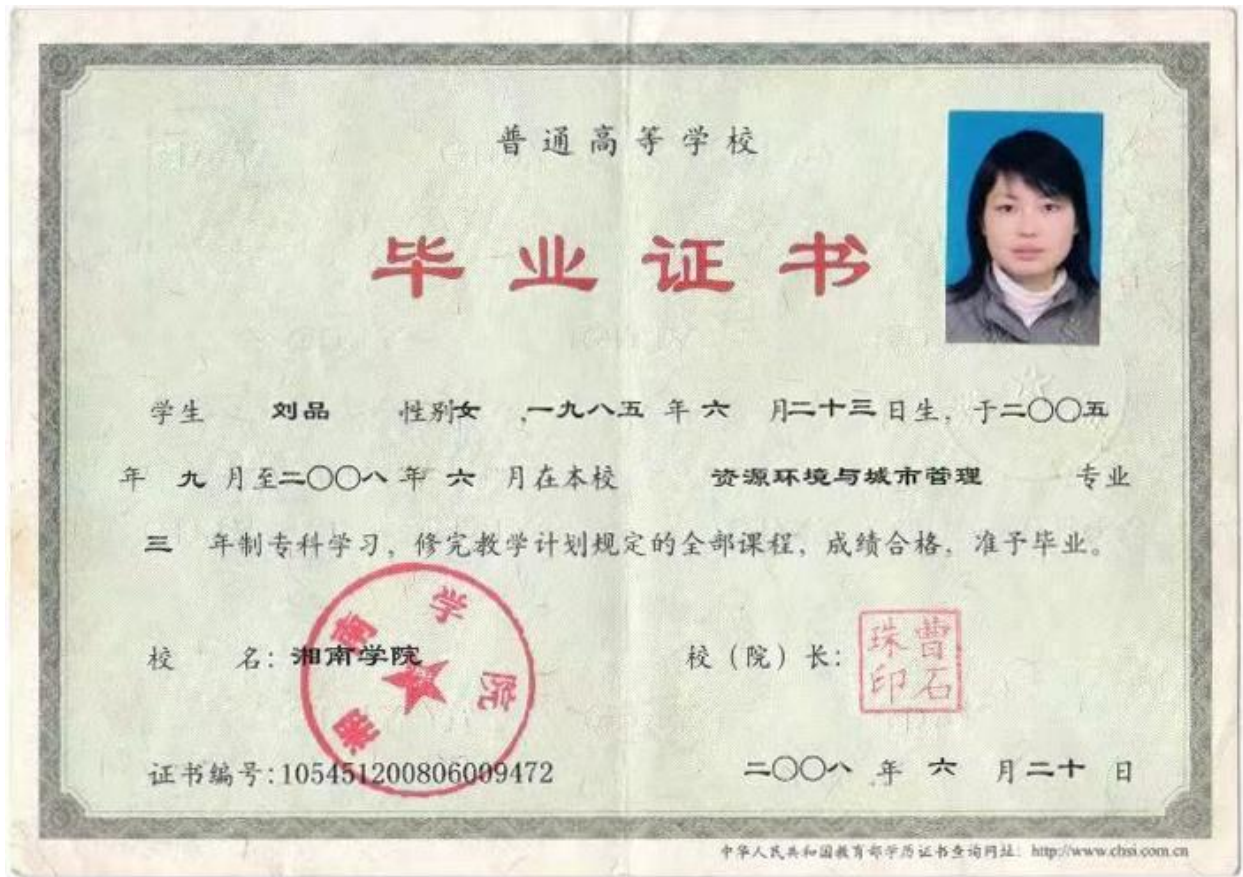 普通高等学校
毕业证书
学生 刘品 性别女,一九八五年六月二十三日生,于二〇〇五
年九月至二〇〇八年六月在本校 资源环境与城市管理 专业
三年制专科学习,修完教学计划规定的全部课程,成绩合格,准予毕业。
校 名:湘南学院
湘南学院
校(院)长:
曹石珠印
证书编号:105451200806009472
二〇〇八年六月二十日
中华人民共和国教育部学历证书查询网址:http://www.chsi.com.cn